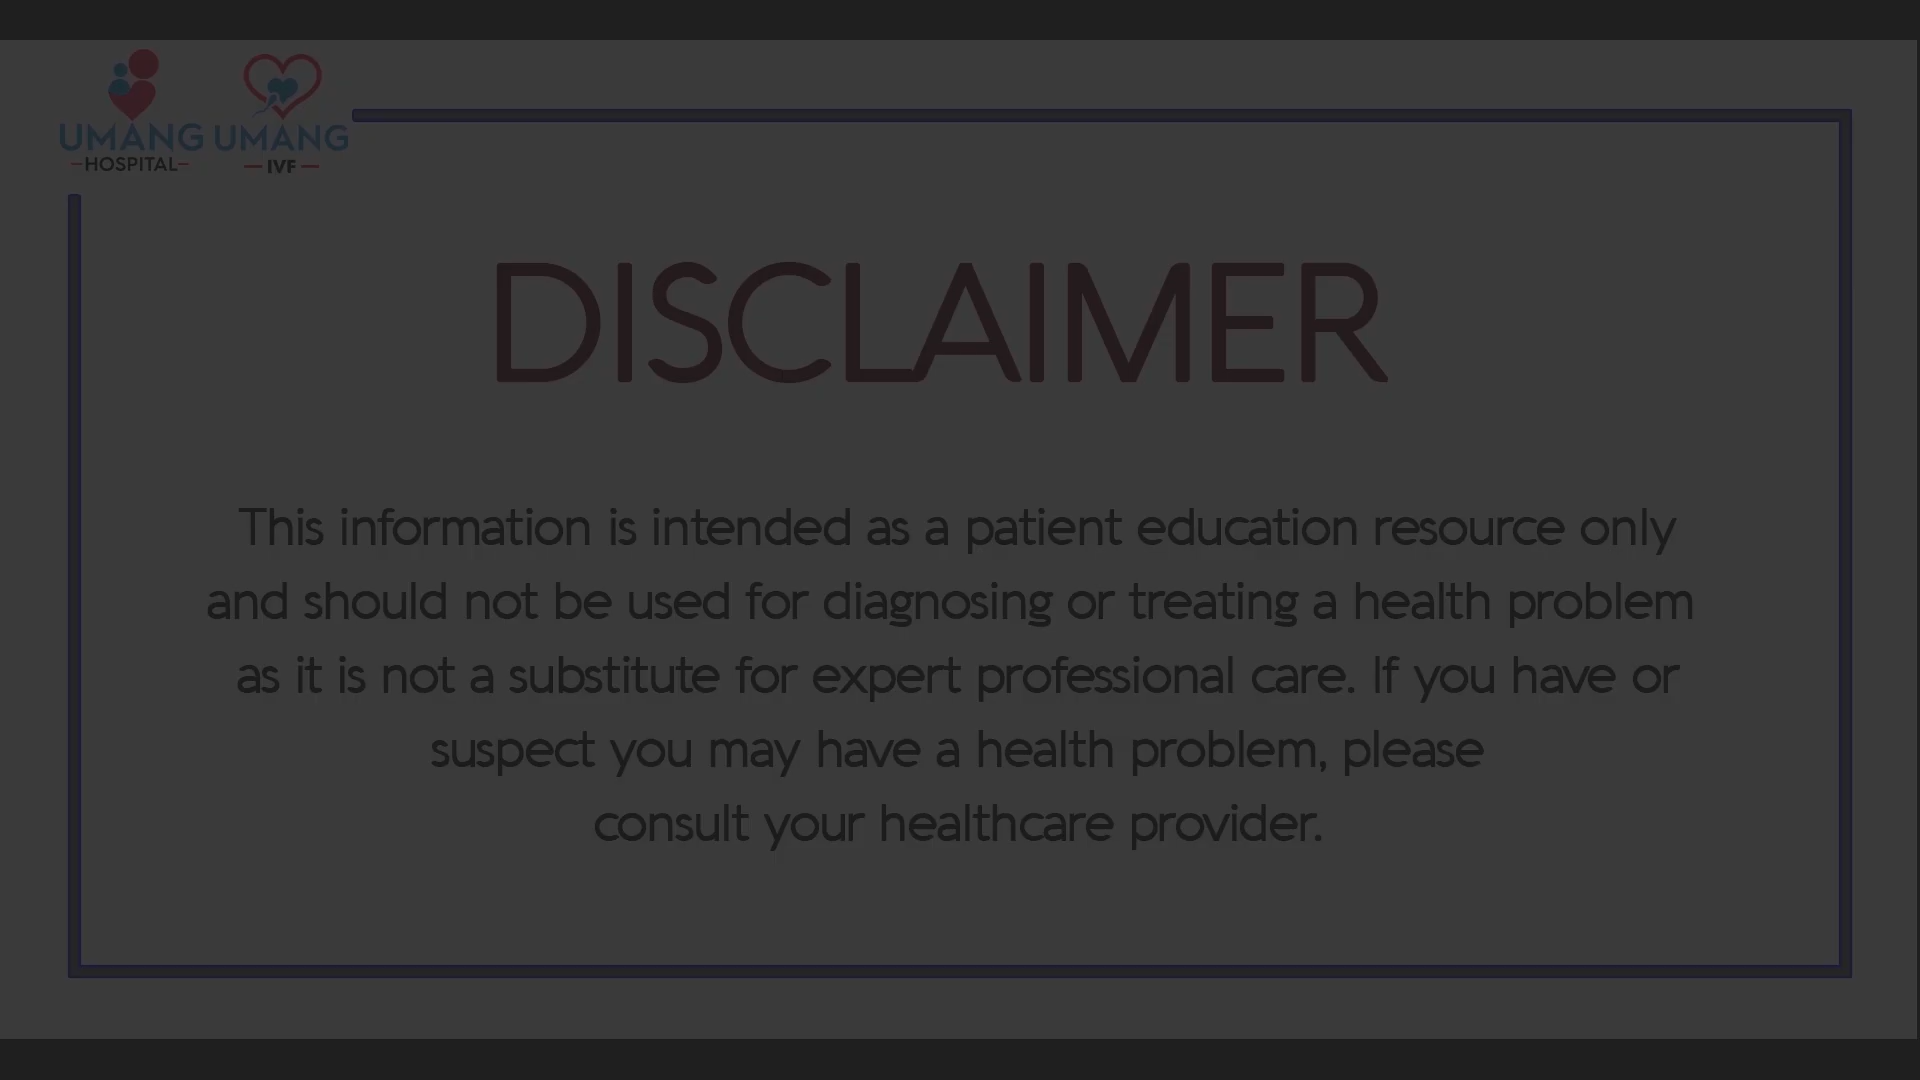 UMANG
HOSPITAL
UMANG
IVF
DISCLAIMER
This information is intended as a patient education resource only
and should not be used for diagnosing or treating a health problem
as it is not a substitute for expert professional care. If you have or
suspect you may have a health problem, please
consult your healthcare provider.